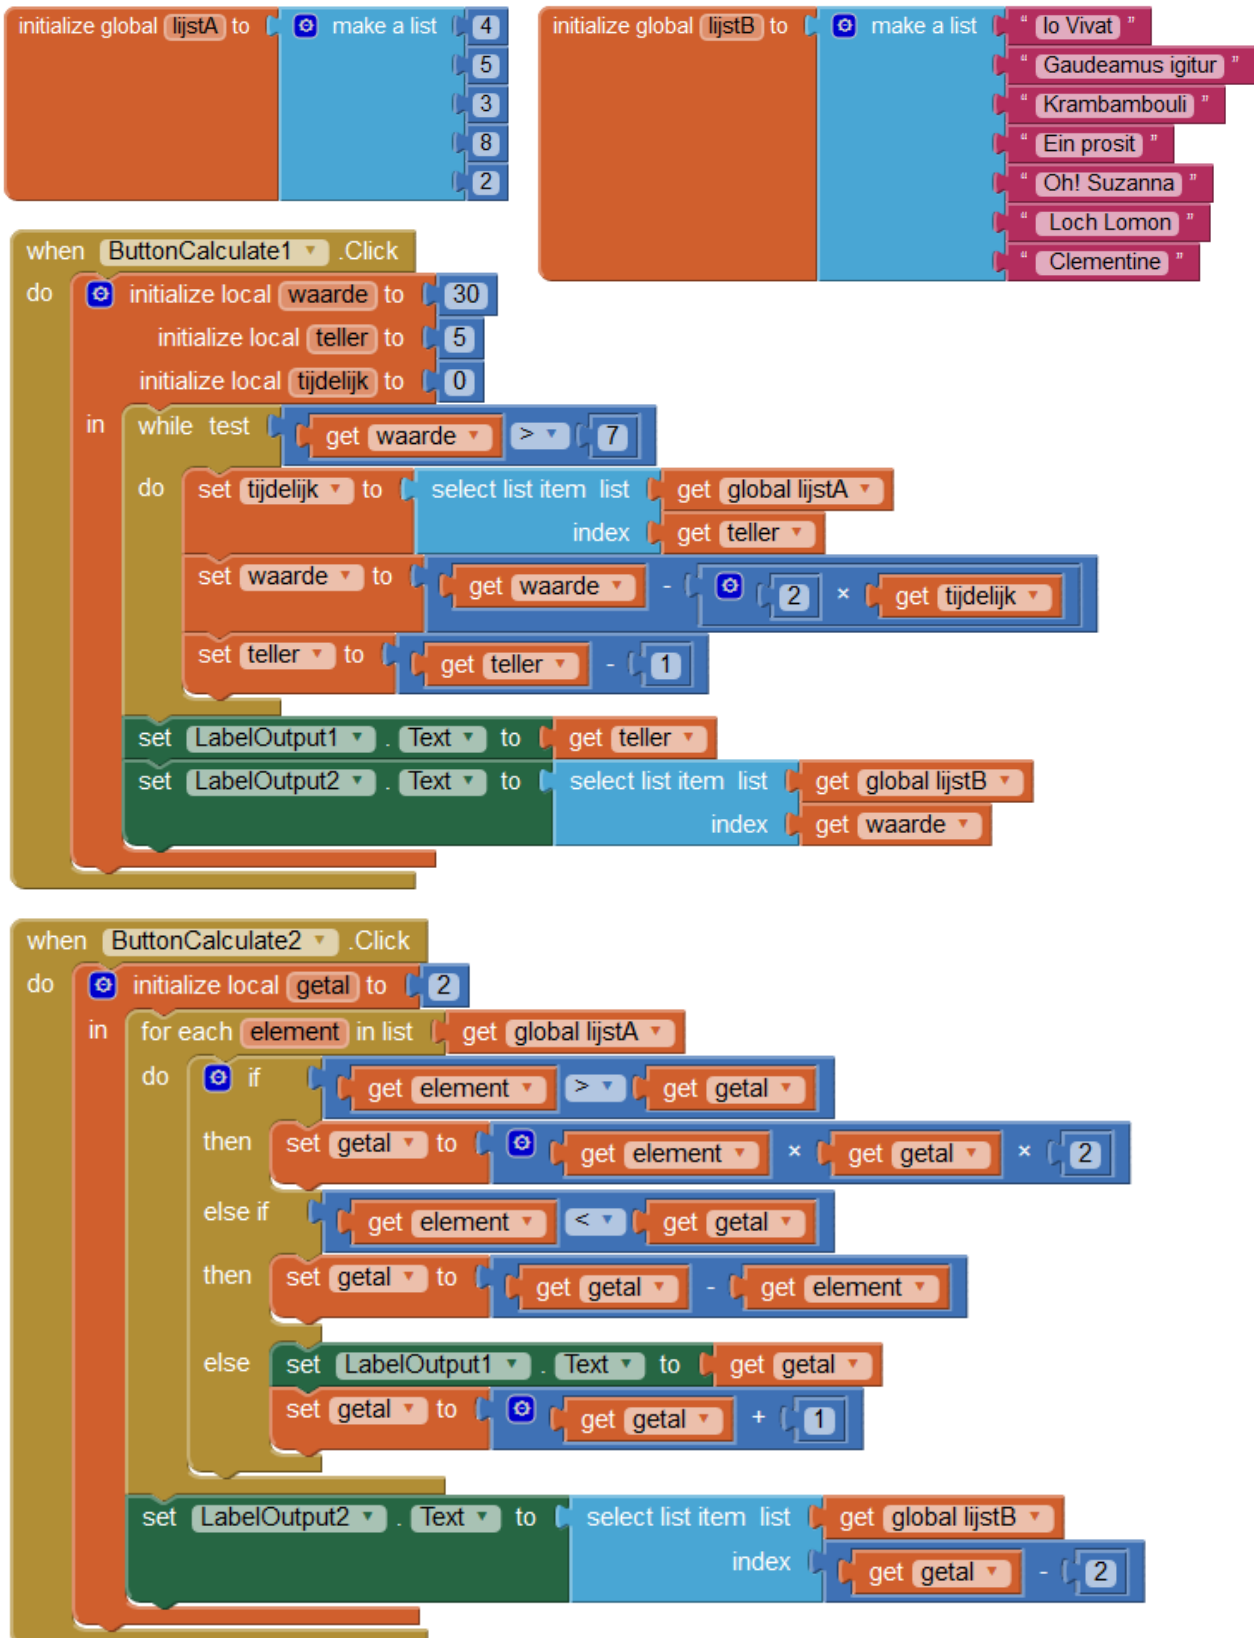 initialize global lijstA to make a list 4
5
3
8
2
initialize global lijstB to make a list " Io Vivat "
" Gaudeamus igitur "
" Krambambouli "
" Ein prosit "
" Oh! Suzanna "
" Loch Lomon "
" Clementine "
when ButtonCalculate1 .Click
do initialize local waarde to 30
initialize local teller to 5
initialize local tijdelijk to 0
in while test get waarde > 7
do set tijdelijk to select list item list get global lijstA
index get teller
set waarde to get waarde - 2 × get tijdelijk
set teller to get teller - 1
set LabelOutput1 . Text to get teller
set LabelOutput2 . Text to select list item list get global lijstB
index get waarde
when ButtonCalculate2 .Click
do initialize local getal to 2
in for each element in list get global lijstA
do if get element > get getal
then set getal to get element × get getal × 2
else if get element < get getal
then set getal to get getal - get element
else set LabelOutput1 . Text to get getal
set getal to get getal + 1
set LabelOutput2 . Text to select list item list get global lijstB
index get getal - 2